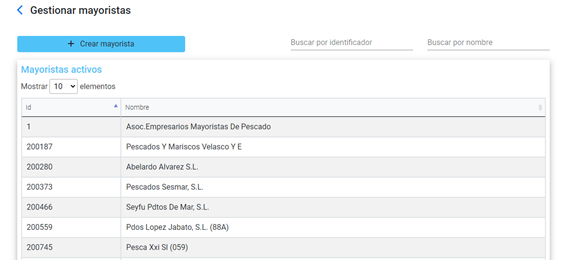 Gestionar mayoristas
+ Crear mayorista
Buscar por identificador
Buscar por nombre
Mayoristas activos
Mostrar 10 elementos
Id Nombre
1 Asoc.Empresarios Mayoristas De Pescado
200187 Pescados Y Mariscos Velasco Y E
200280 Abelardo Alvarez S.L.
200373 Pescados Sesmar, S.L.
200466 Seyfu Pdtos De Mar, S.L.
200559 Pdos Lopez Jabato, S.L. (88A)
200745 Pesca Xxi Sl (059)